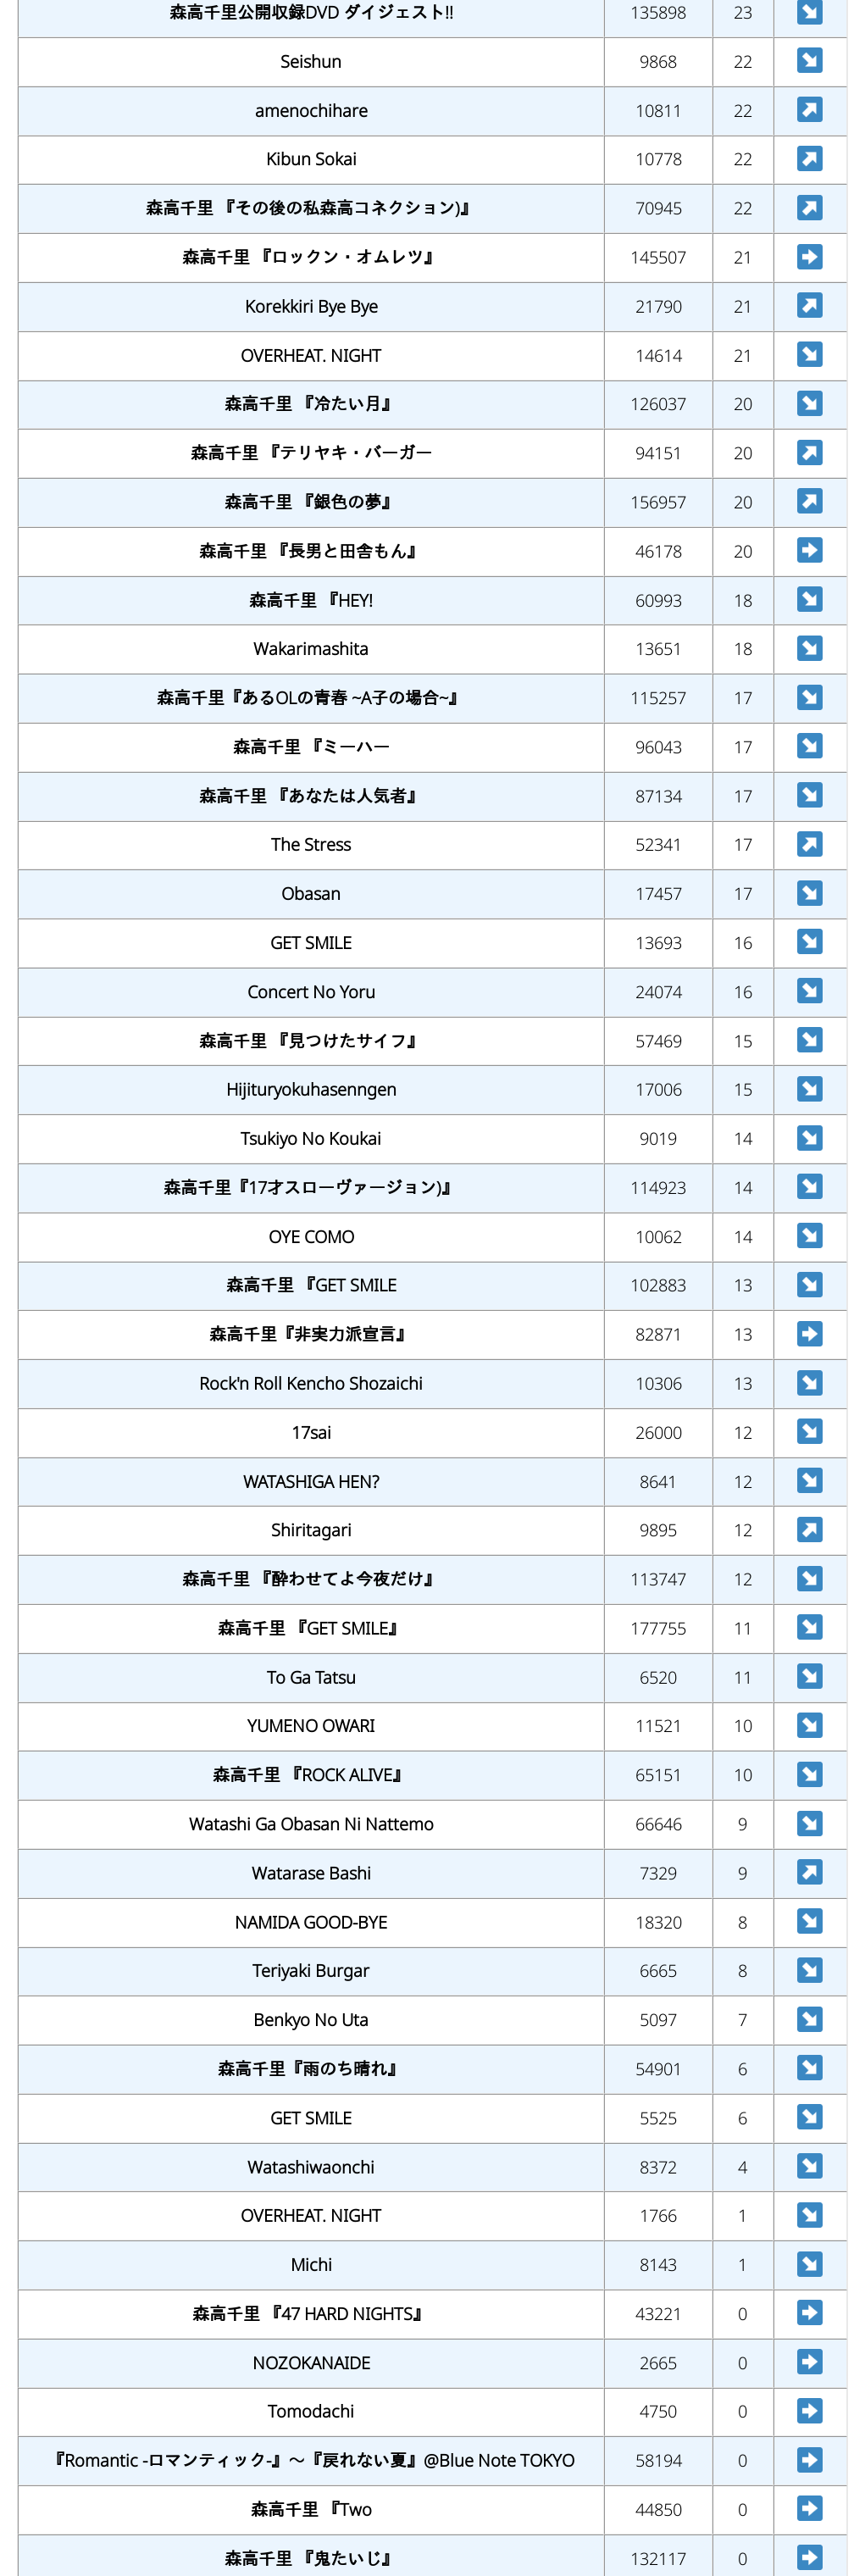 森高千里公開収録DVD ダイジェスト!! 135898 23
Seishun 9868 22
amenochihare 10811 22
Kibun Sokai 10778 22
森高千里 『その後の私森高コネクション)』 70945 22
森高千里 『ロックン・オムレツ』 145507 21
Korekkiri Bye Bye 21790 21
OVERHEAT. NIGHT 14614 21
森高千里 『冷たい月』 126037 20
森高千里 『テリヤキ・バーガー 94151 20
森高千里 『銀色の夢』 156957 20
森高千里 『長男と田舎もん』 46178 20
森高千里 『HEY! 60993 18
Wakarimashita 13651 18
森高千里『あるOLの青春 ~A子の場合~』 115257 17
森高千里 『ミーハー 96043 17
森高千里 『あなたは人気者』 87134 17
The Stress 52341 17
Obasan 17457 17
GET SMILE 13693 16
Concert No Yoru 24074 16
森高千里 『見つけたサイフ』 57469 15
Hijituryokuhasenngen 17006 15
Tsukiyo No Koukai 9019 14
森高千里『17才スローヴァージョン)』 114923 14
OYE COMO 10062 14
森高千里 『GET SMILE 102883 13
森高千里『非実力派宣言』 82871 13
Rock'n Roll Kencho Shozaichi 10306 13
17sai 26000 12
WATASHIGA HEN? 8641 12
Shiritagari 9895 12
森高千里 『酔わせてよ今夜だけ』 113747 12
森高千里 『GET SMILE』 177755 11
To Ga Tatsu 6520 11
YUMENO OWARI 11521 10
森高千里 『ROCK ALIVE』 65151 10
Watashi Ga Obasan Ni Nattemo 66646 9
Watarase Bashi 7329 9
NAMIDA GOOD-BYE 18320 8
Teriyaki Burgar 6665 8
Benkyo No Uta 5097 7
森高千里『雨のち晴れ』 54901 6
GET SMILE 5525 6
Watashiwaonchi 8372 4
OVERHEAT. NIGHT 1766 1
Michi 8143 1
森高千里 『47 HARD NIGHTS』 43221 0
NOZOKANAIDE 2665 0
Tomodachi 4750 0
『Romantic -ロマンティック-』～『戻れない夏』@Blue Note TOKYO 58194 0
森高千里 『Two 44850 0
森高千里 『鬼たいじ』 132117 0